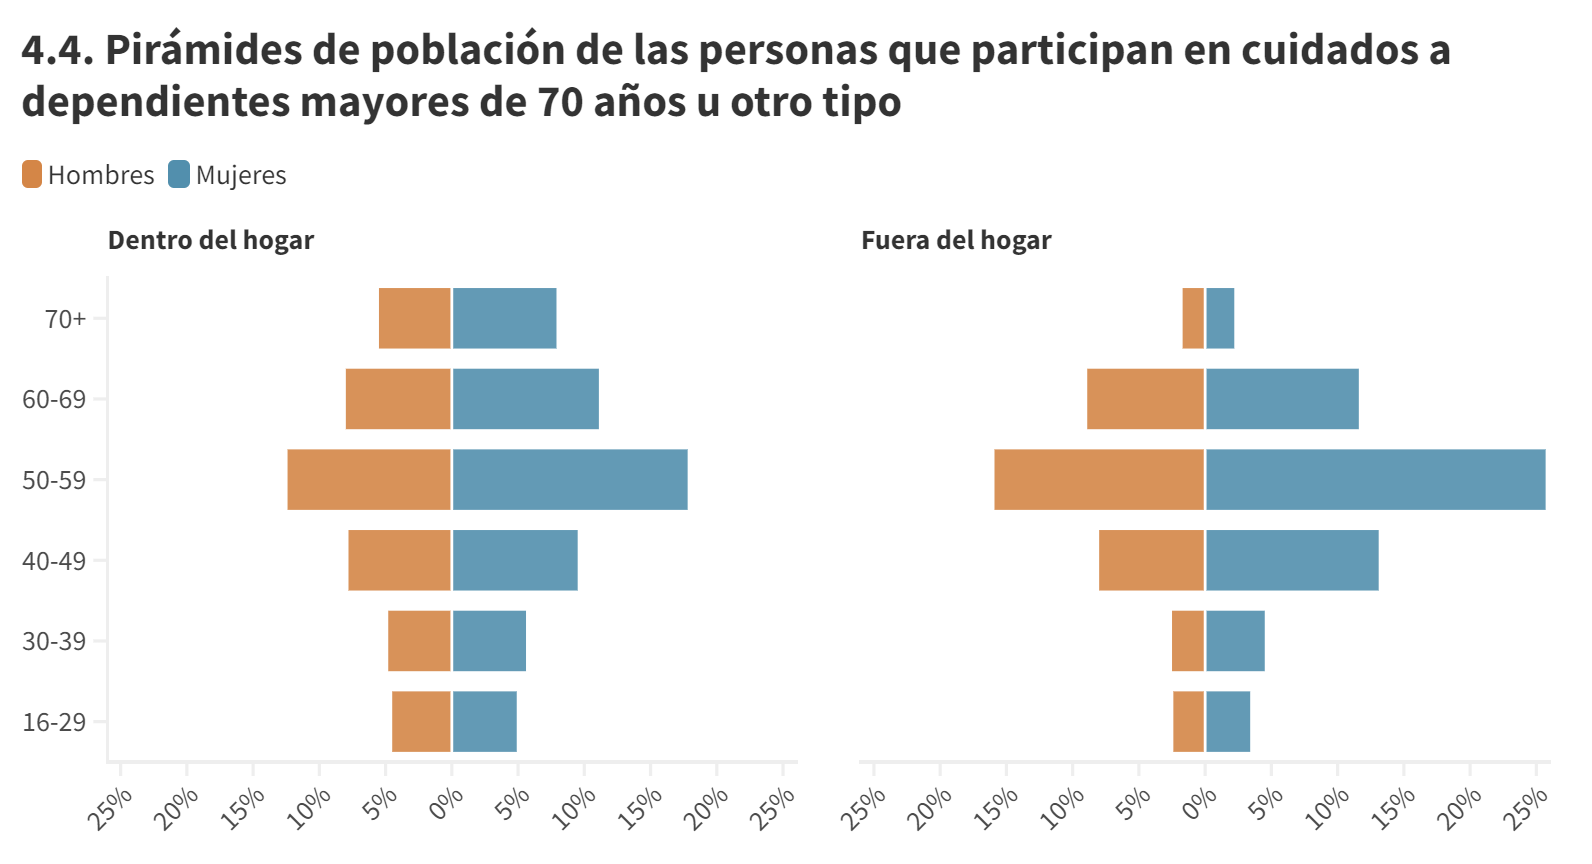 4.4. Pirámides de población de las personas que participan en cuidados a
dependientes mayores de 70 años u otro tipo
Hombres Mujeres
Dentro del hogar
Fuera del hogar
70+
60-69
50-59
40-49
30-39
16-29
25% 20% 15% 10% 5% 0% 5% 10% 15% 20% 25%
25% 20% 15% 10% 5% 0% 5% 10% 15% 20% 25%